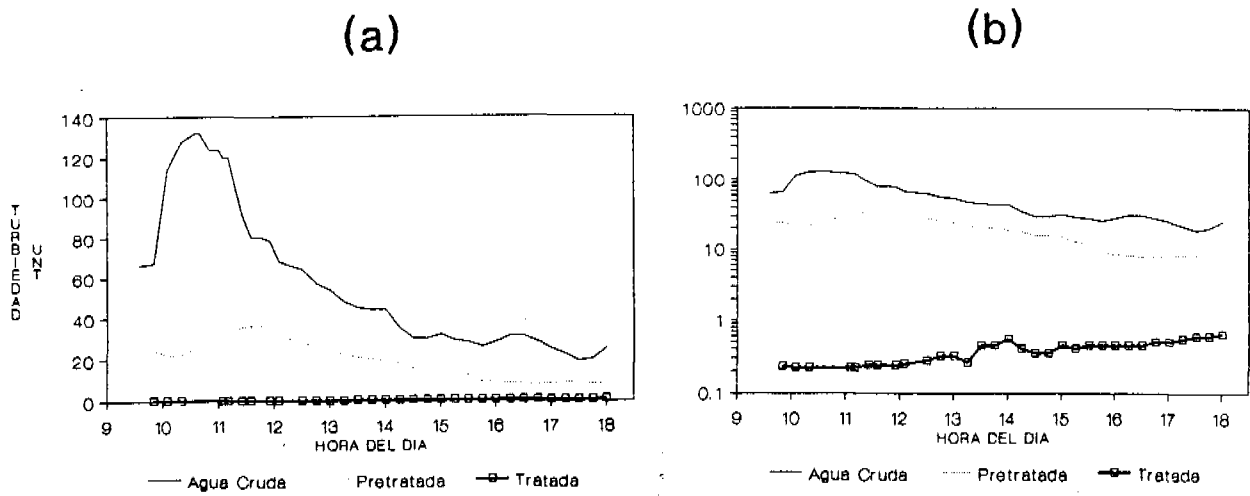 (a)
(b)
TURBIEDAD
UNT
140
120
100
80
60
40
20
0
9 10 11 12 13 14 15 16 17 18
HORA DEL DIA
Agua Cruda Pretratada Tratada
1000
100
10
1
0.1
9 10 11 12 13 14 15 16 17 18
HORA DEL DIA
Agua Cruda Pretratada Tratada